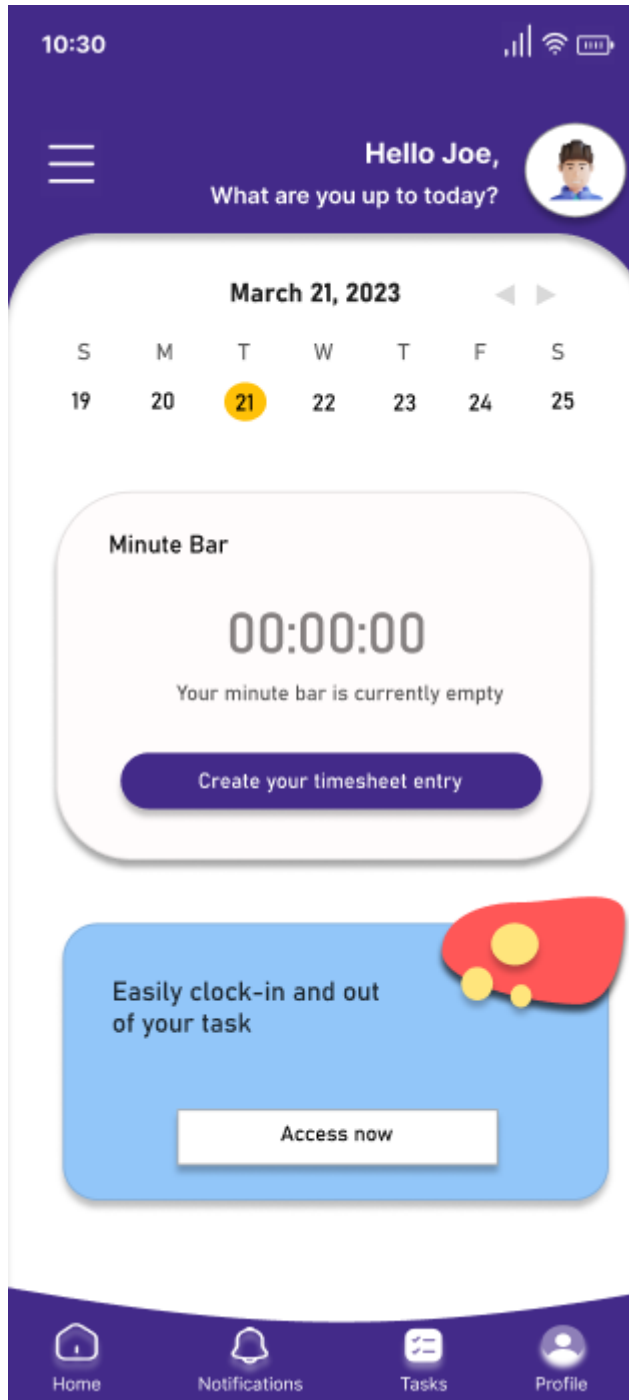 10:30
Hello Joe,
What are you up to today?
March 21, 2023
S M T W T F S
19 20 21 22 23 24 25
Minute Bar
00:00:00
Your minute bar is currently empty
Create your timesheet entry
Easily clock-in and out
of your task
Access now
Home Notifications Tasks Profile